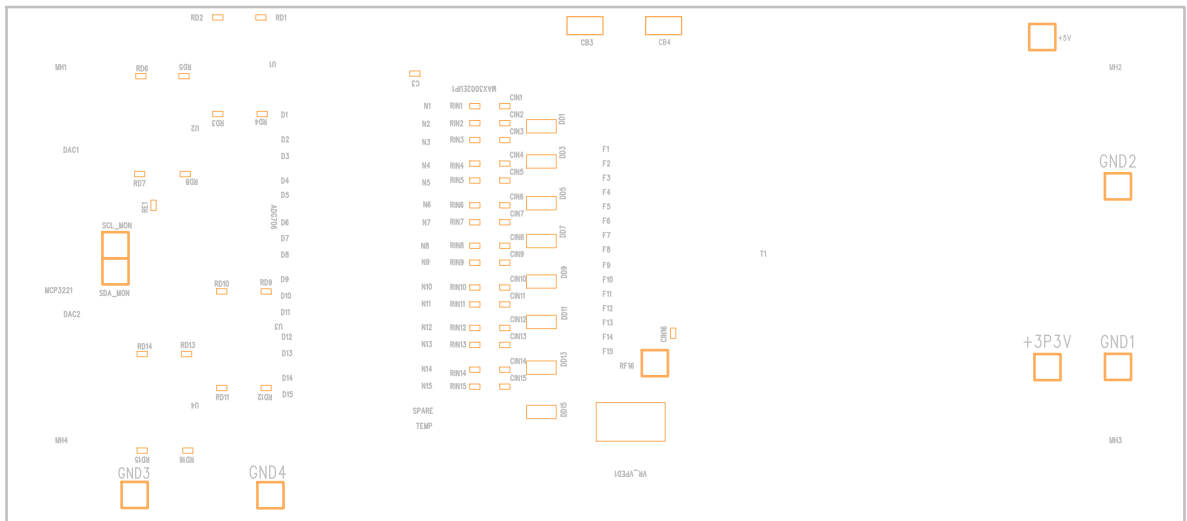 RD2 RD1
CB3 CB4
+5V
MH1 RD6 RD5 U1 MH2
C3
MAX3002EUP1
CIN1
N1 RIN1
RD3 RD4 D1 CIN2
N2 RIN2 DD1
U2 CIN3
D2 N3 RIN3
DAC1 D3 CIN4 DD3 F1
N4 RIN4 F2
CIN5
RD7 RD8 D4 N5 RIN5 F3
GND2
D5 CIN6 DD5 F4
RE1 N6 RIN6 F5
ADG706 CIN7
SCL_MON D6 N7 RIN7 F6
D7 CIN8 DD7 F7
N8 RIN8 F8
D8 CIN9 T1
N9 RIN9 F9
DD9
D9 CIN10 F10
MCP3221 SDA_MON RD10 RD9 N10 RIN10
D10 CIN11 F11
N11 RIN11 F12
DAC2 D11 DD11
CIN12 F13
U3 N12 RIN12
D12 CIN13 F14 CIN16
RD14 RD13 N13 RIN13 F15
+3P3V GND1
D13 CIN14 DD13 RF16
N14 RIN14
D14 CIN15
RD11 RD12 N15 RIN15
D15
U4 SPARE DD15
TEMP
MH4 MH3
RD15 RD16
GND3 GND4 VR_VPED1